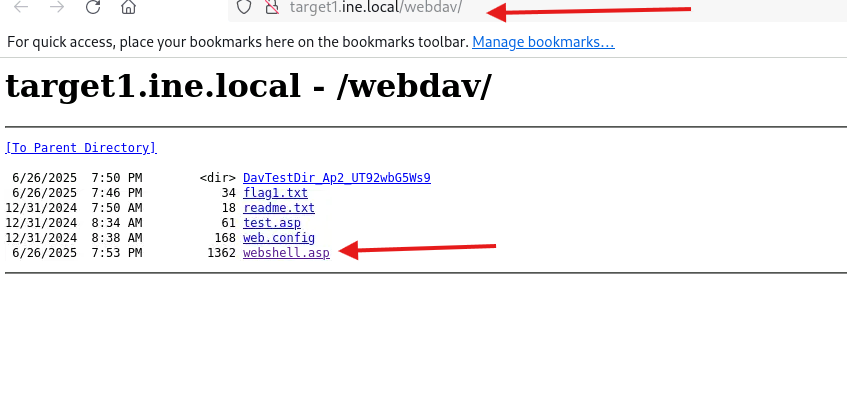 target1.ine.local/webdav/
For quick access, place your bookmarks here on the bookmarks toolbar. Manage bookmarks...
target1.ine.local - /webdav/
[To Parent Directory]
6/26/2025 7:50 PM <dir> DavTestDir_Ap2_UT92wbG5Ws9
6/26/2025 7:46 PM 34 flag1.txt
12/31/2024 7:50 AM 18 readme.txt
12/31/2024 8:34 AM 61 test.asp
12/31/2024 8:38 AM 168 web.config
6/26/2025 7:53 PM 1362 webshell.asp